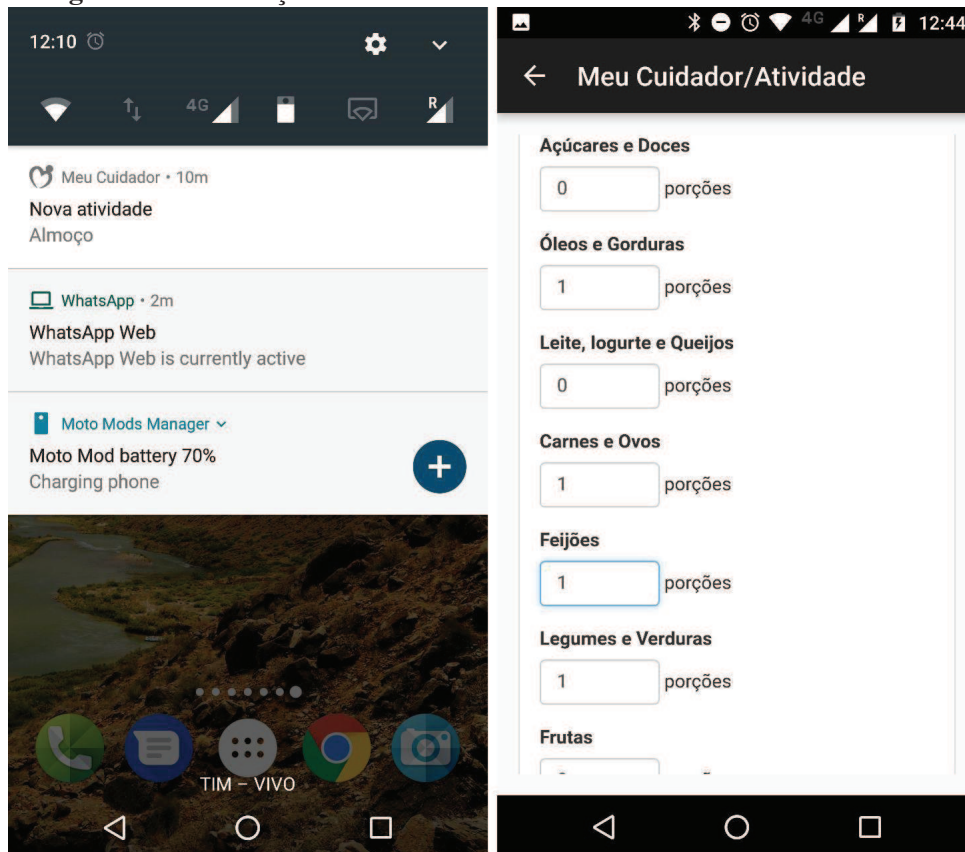 12:10
4G
R
Meu Cuidador • 10m
Nova atividade
Almoço
WhatsApp • 2m
WhatsApp Web
WhatsApp Web is currently active
Moto Mods Manager
Moto Mod battery 70%
Charging phone
TIM – VIVO
4G
R
12:44
Meu Cuidador/Atividade
Açúcares e Doces
0 porções
Óleos e Gorduras
1 porções
Leite, Iogurte e Queijos
0 porções
Carnes e Ovos
1 porções
Feijões
1 porções
Legumes e Verduras
1 porções
Frutas